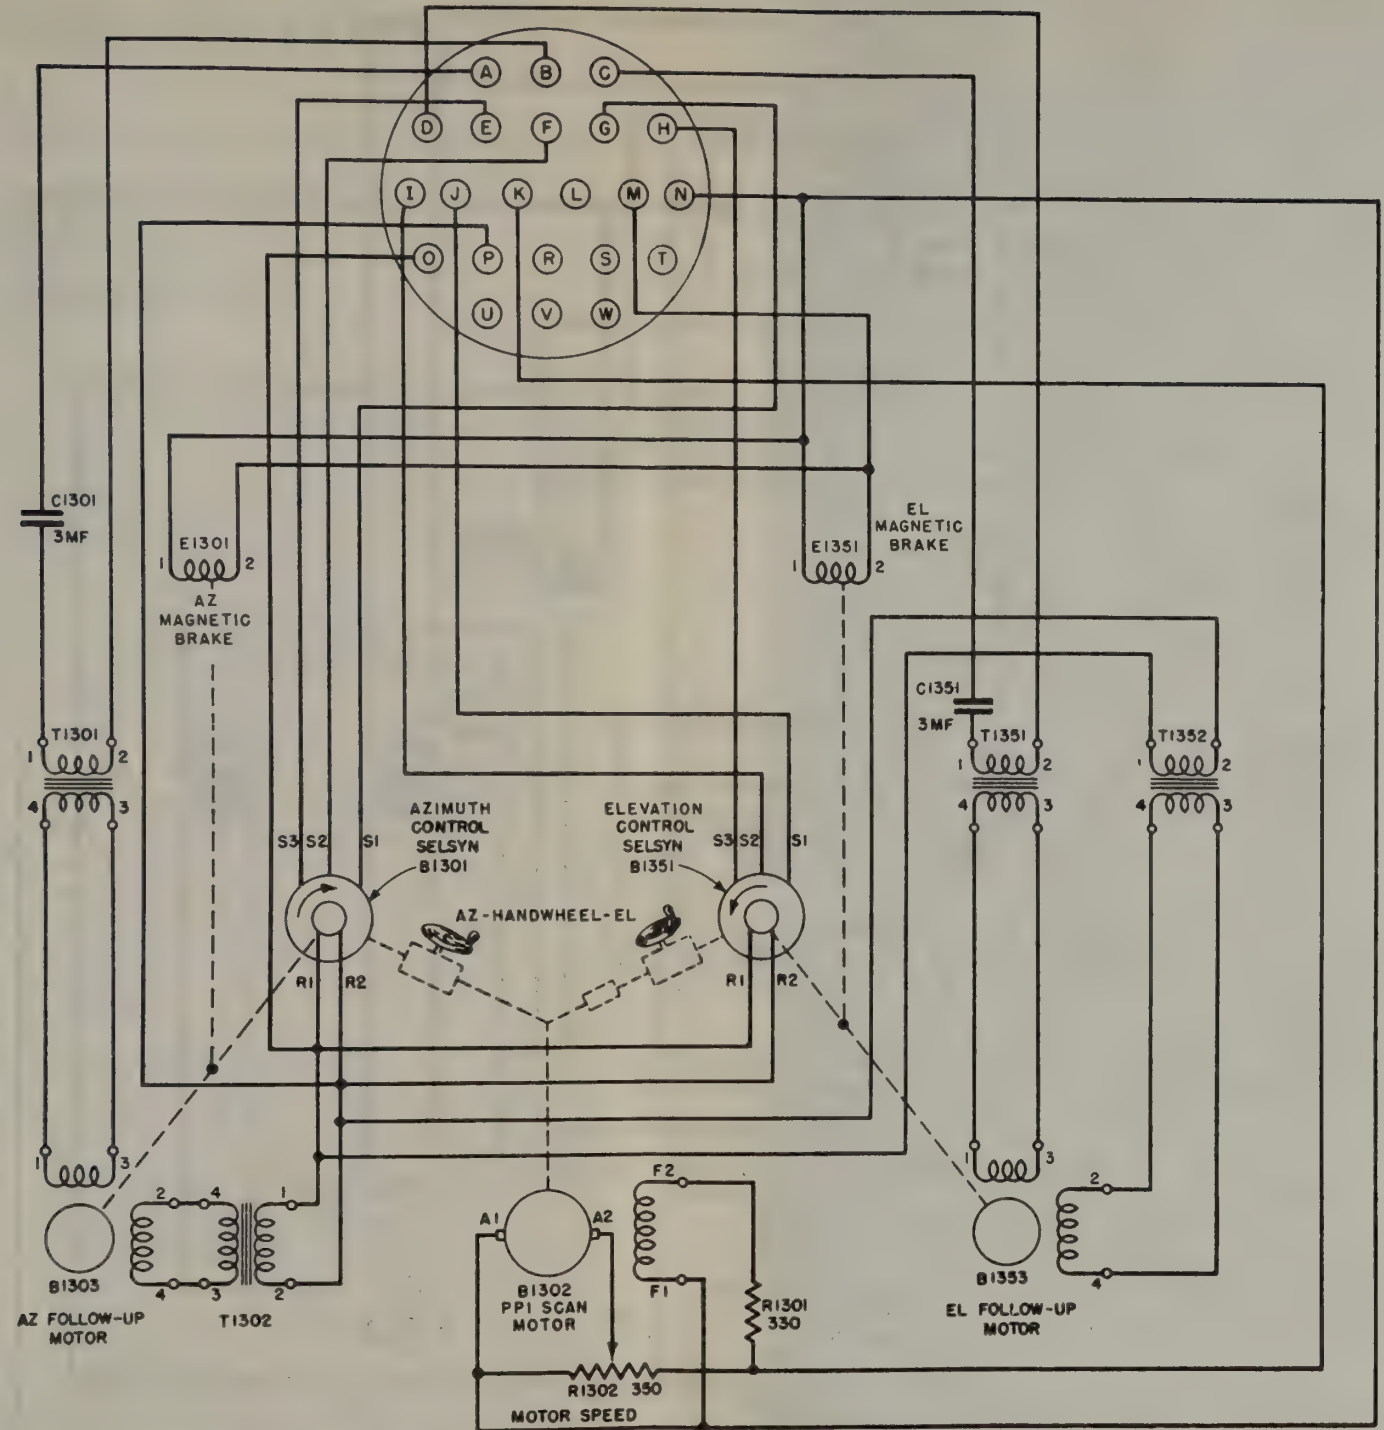 A B C
D E F G H
I J K L M N
O P R S T
U V W
C1301
3MF
E1301
1 2
AZ
MAGNETIC
BRAKE
EL
MAGNETIC
BRAKE
E1351
1 2
C1351
3MF
T1301
1 2
4 3
T1351
1 2
4 3
T1352
1 2
4 3
AZIMUTH
CONTROL
SELSYN
B1301
S3 S2 S1
ELEVATION
CONTROL
SELSYN
B1351
S3 S2 S1
AZ-HANDWHEEL-EL
R1 R2
R1 R2
1 3
B1303
AZ FOLLOW-UP
MOTOR
2 4 1
4 3 2
T1302
A1 A2
B1302
PPI SCAN
MOTOR
F2
F1
R1301
330
R1302 350
MOTOR SPEED
1 3
2
4
B1353
EL FOLLOW-UP
MOTOR